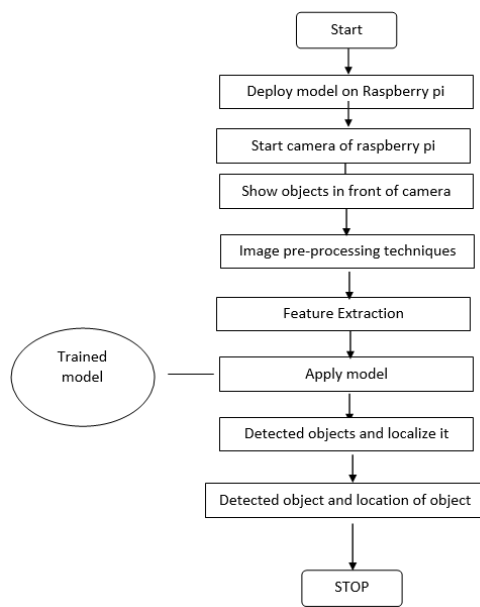 Start
Deploy model on Raspberry pi
Start camera of raspberry pi
Show objects in front of camera
Image pre-processing techniques
Feature Extraction
Trained
model
Apply model
Detected objects and localize it
Detected object and location of object
STOP